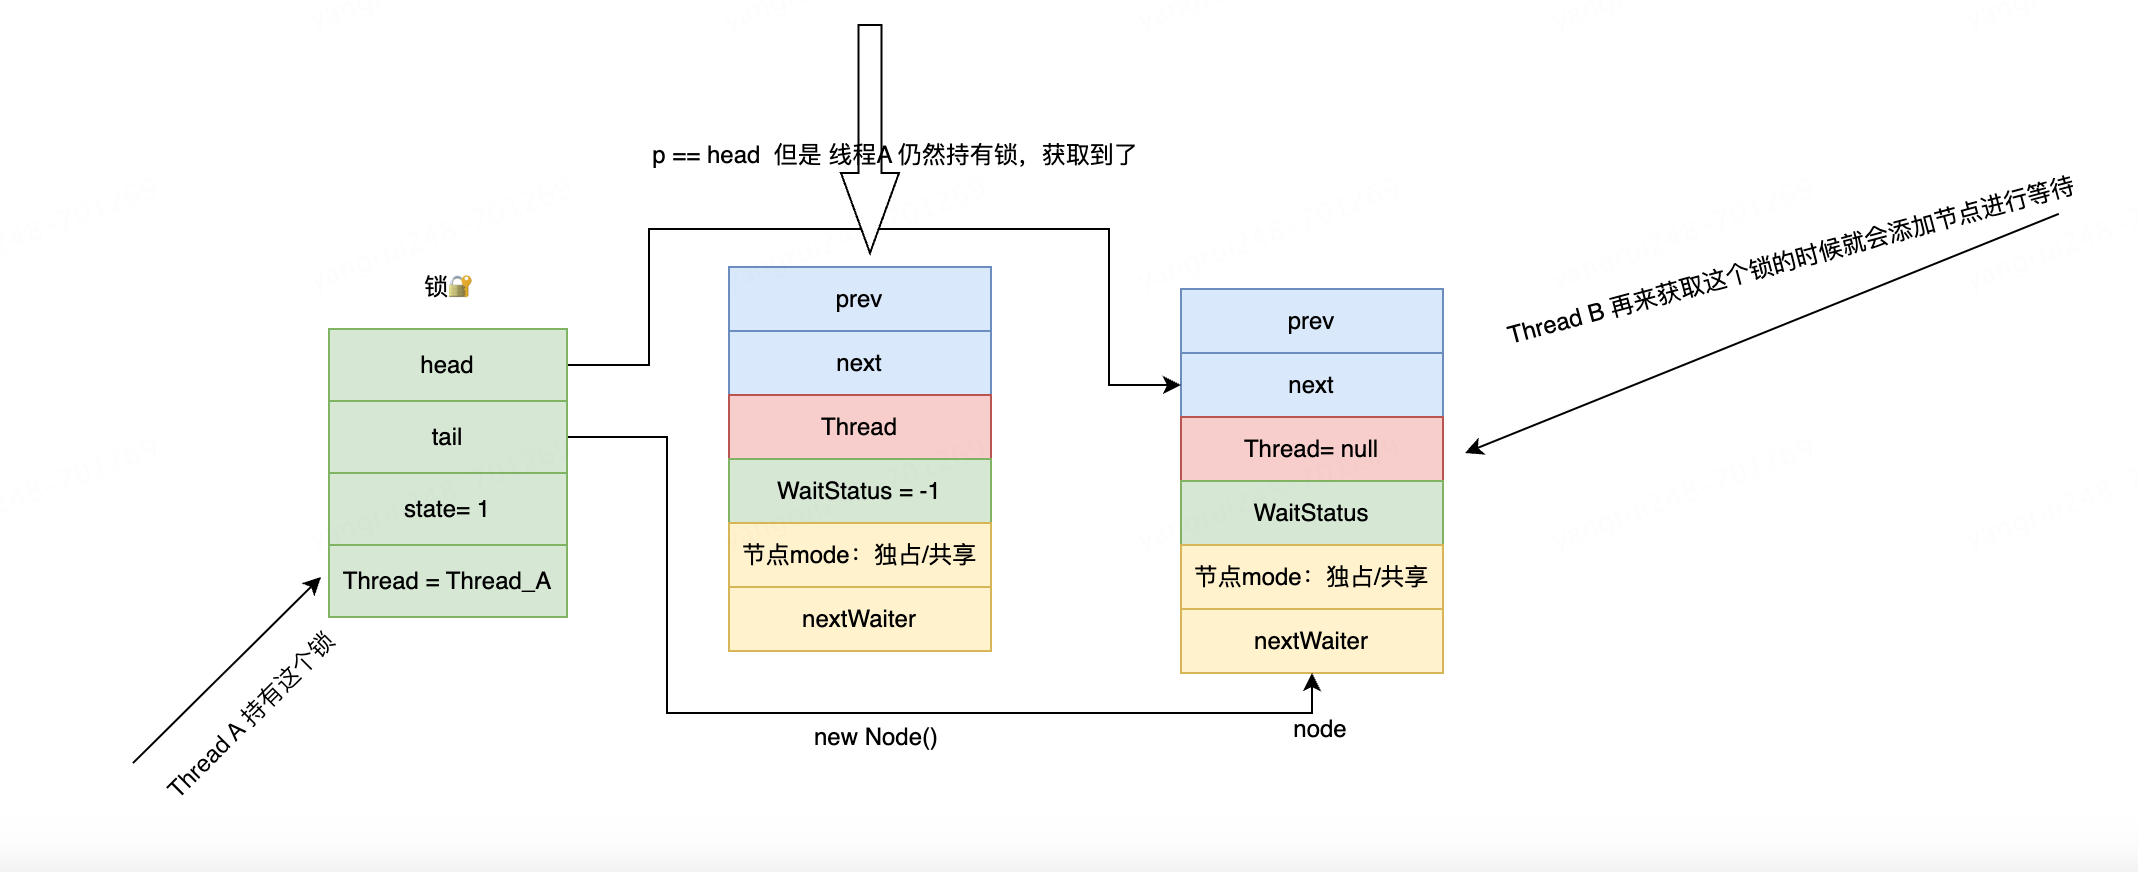 p == head 但是 线程A 仍然持有锁，获取到了
Thread B 再来获取这个锁的时候就会添加节点进行等待
锁🔐
head
tail
state= 1
Thread = Thread_A
Thread A 持有这个锁
prev
next
Thread
WaitStatus = -1
节点mode：独占/共享
nextWaiter
prev
next
Thread= null
WaitStatus
节点mode：独占/共享
nextWaiter
new Node()
node